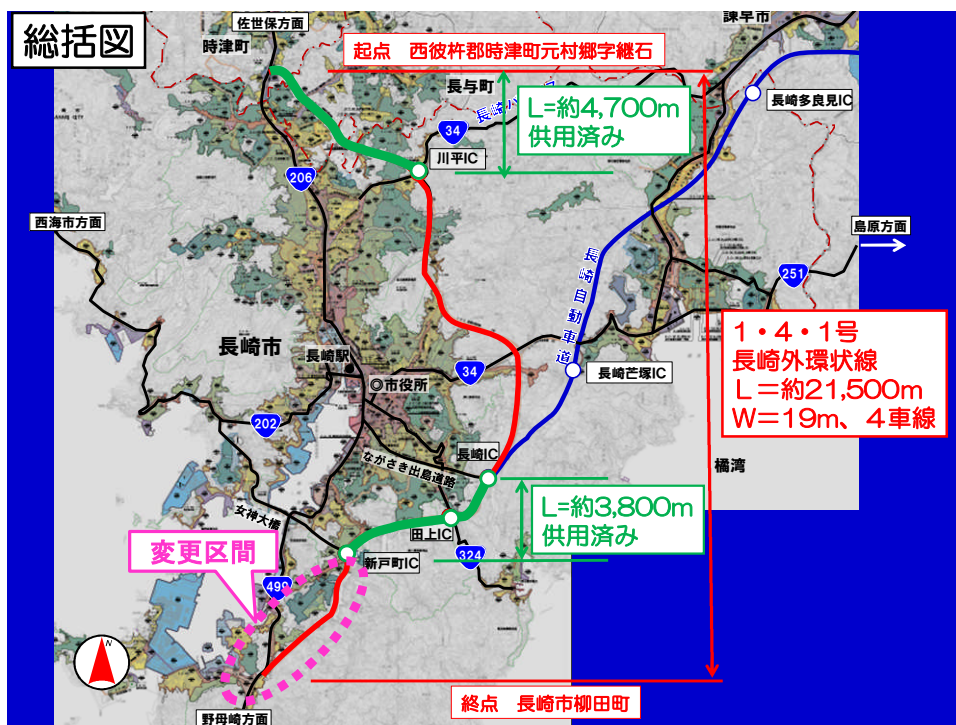 総括図
佐世保方面
時津町
諫早市
起点　西彼杵郡時津町元村郷字継石
長与町
L=約4,700m
供用済み
長崎多良見IC
34
川平IC
206
西海市方面
島原方面
251
長崎自動車道
長崎市
長崎駅
◎市役所
34
長崎芒塚IC
1・4・1号
長崎外環状線
L=約21,500m
W=19m、4車線
202
長崎IC
ながさき出島道路
橘湾
L=約3,800m
供用済み
女神大橋
田上IC
変更区間
新戸町IC
324
499
N
終点　長崎市柳田町
野母崎方面